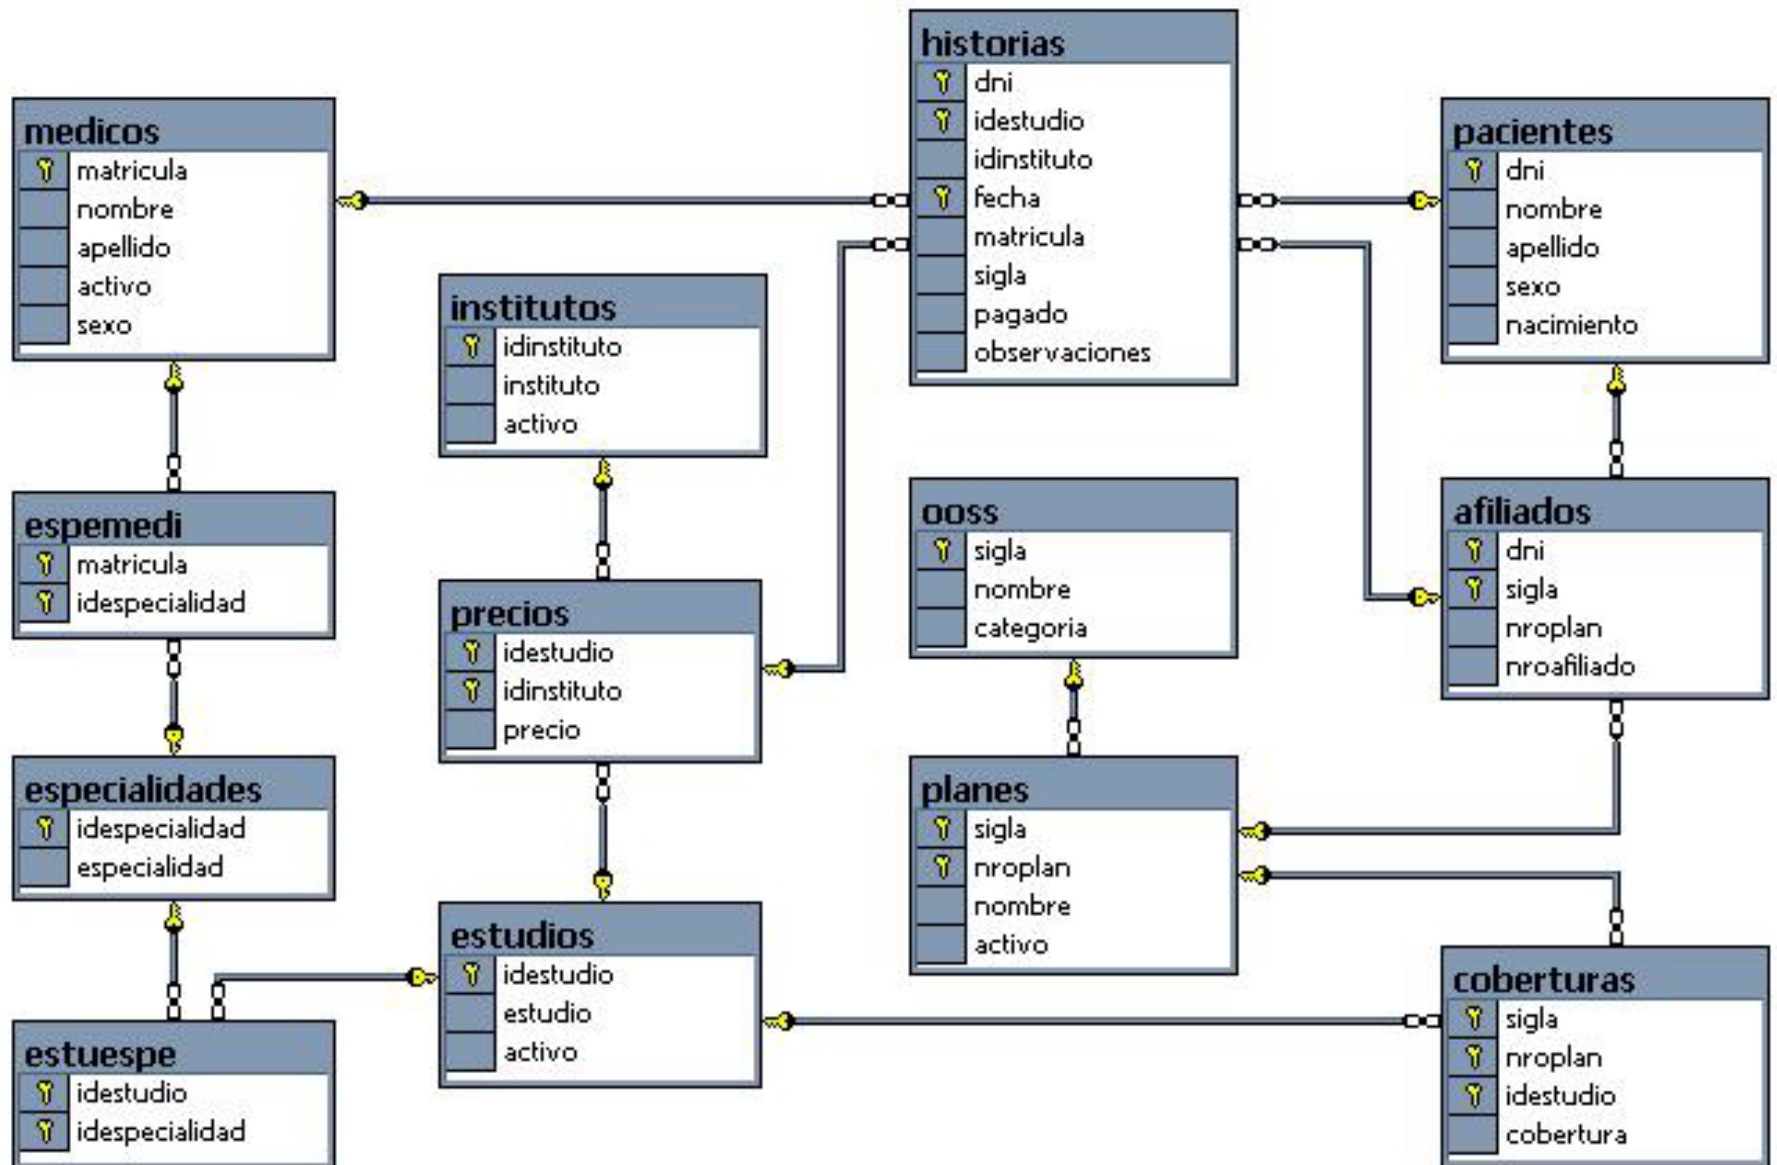 historias
dni
idestudio
idinstituto
fecha
matricula
sigla
pagado
observaciones
medicos
matricula
nombre
apellido
activo
sexo
pacientes
dni
nombre
apellido
sexo
nacimiento
institutos
idinstituto
instituto
activo
espemedi
matricula
idespecialidad
ooss
sigla
nombre
categoria
afiliados
dni
sigla
nroplan
nroafiliado
precios
idestudio
idinstituto
precio
especialidades
idespecialidad
especialidad
planes
sigla
nroplan
nombre
activo
estudios
idestudio
estudio
activo
coberturas
sigla
nroplan
idestudio
cobertura
estuespe
idestudio
idespecialidad